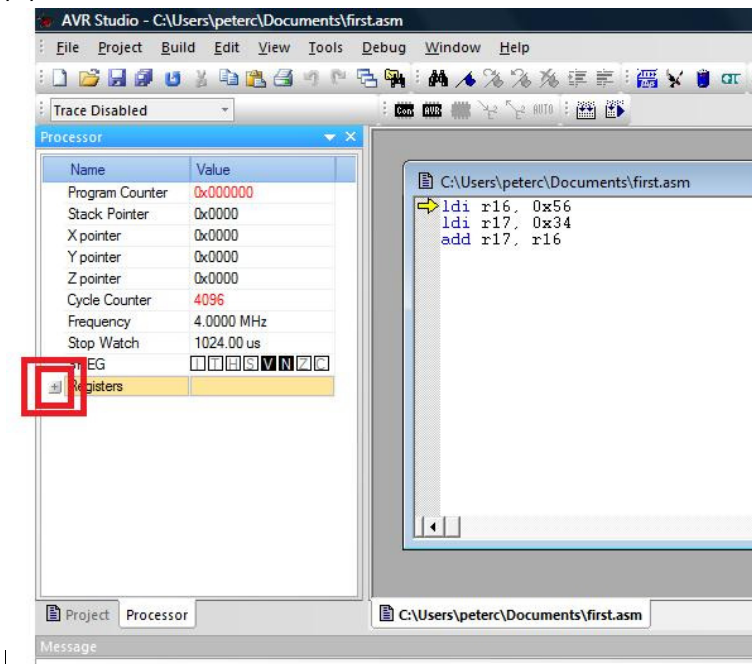 AVR Studio - C:\Users\peterc\Documents\first.asm
File Project Build Edit View Tools Debug Window Help
Trace Disabled
Con AVR AUTO
Processor
Name Value
Program Counter 0x000000
Stack Pointer 0x0000
X pointer 0x0000
Y pointer 0x0000
Z pointer 0x0000
Cycle Counter 4096
Frequency 4.0000 MHz
Stop Watch 1024.00 us
I T H S V N Z C
Registers
C:\Users\peterc\Documents\first.asm
ldi r16, 0x56
ldi r17, 0x34
add r17, r16
Project Processor
C:\Users\peterc\Documents\first.asm
Message